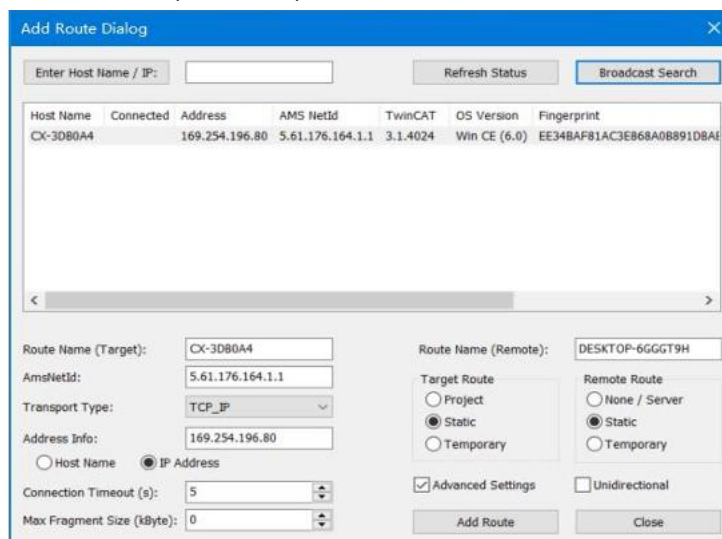 Add Route Dialog
Enter Host Name / IP:
Refresh Status
Broadcast Search
Host Name Connected Address AMS NetId TwinCAT OS Version Fingerprint
CX-3DB0A4 169.254.196.80 5.61.176.164.1.1 3.1.4024 Win CE (6.0)
Route Name (Target): CX-3DB0A4 Route Name (Remote): DESKTOP-6GGGT9H
AmsNetId: 5.61.176.164.1.1
Target Route
Remote Route
Transport Type: TCP_IP
Project
None / Server
Static
Static
Address Info: 169.254.196.80
Temporary
Temporary
Host Name IP Address
Connection Timeout (s): 5
Advanced Settings
Unidirectional
Max Fragment Size (kByte): 0
Add Route
Close